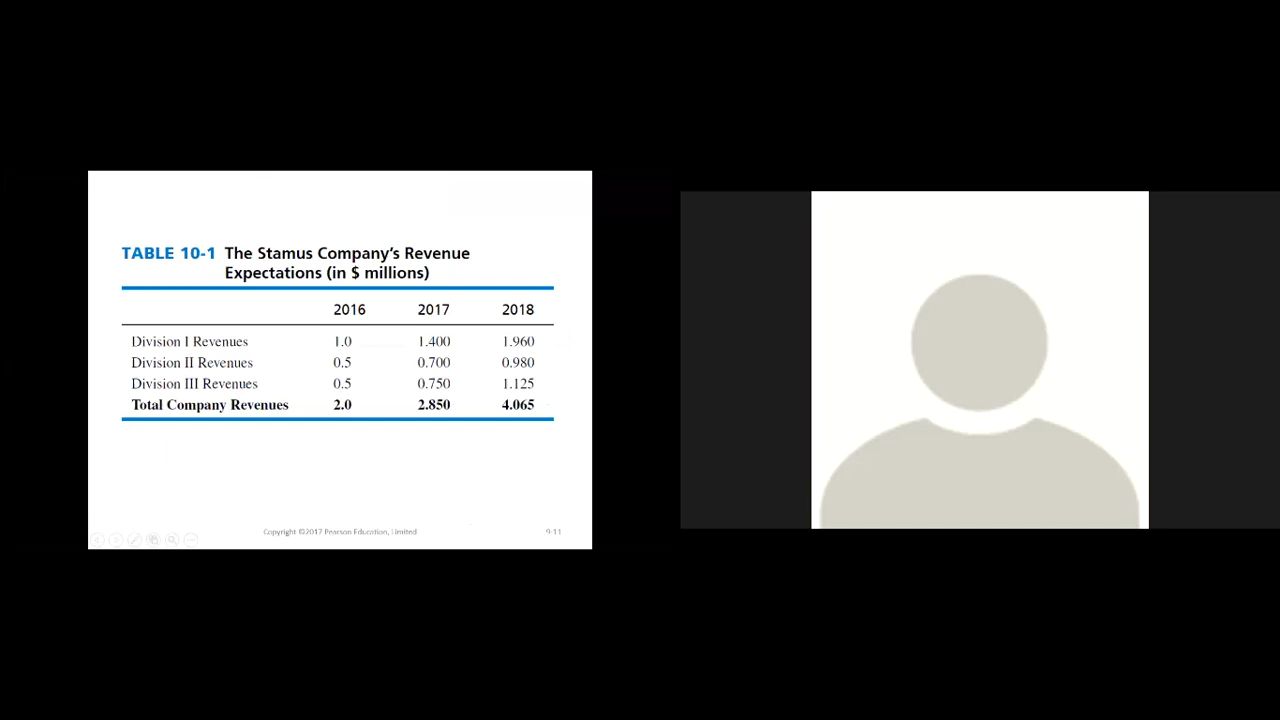 TABLE 10-1 The Stamus Company's Revenue
Expectations (in $ millions)
2016 2017 2018
Division I Revenues 1.0 1.400 1.960
Division II Revenues 0.5 0.700 0.980
Division III Revenues 0.5 0.750 1.125
Total Company Revenues 2.0 2.850 4.065
Copyright ©2017 Pearson Education, Limited 9-11